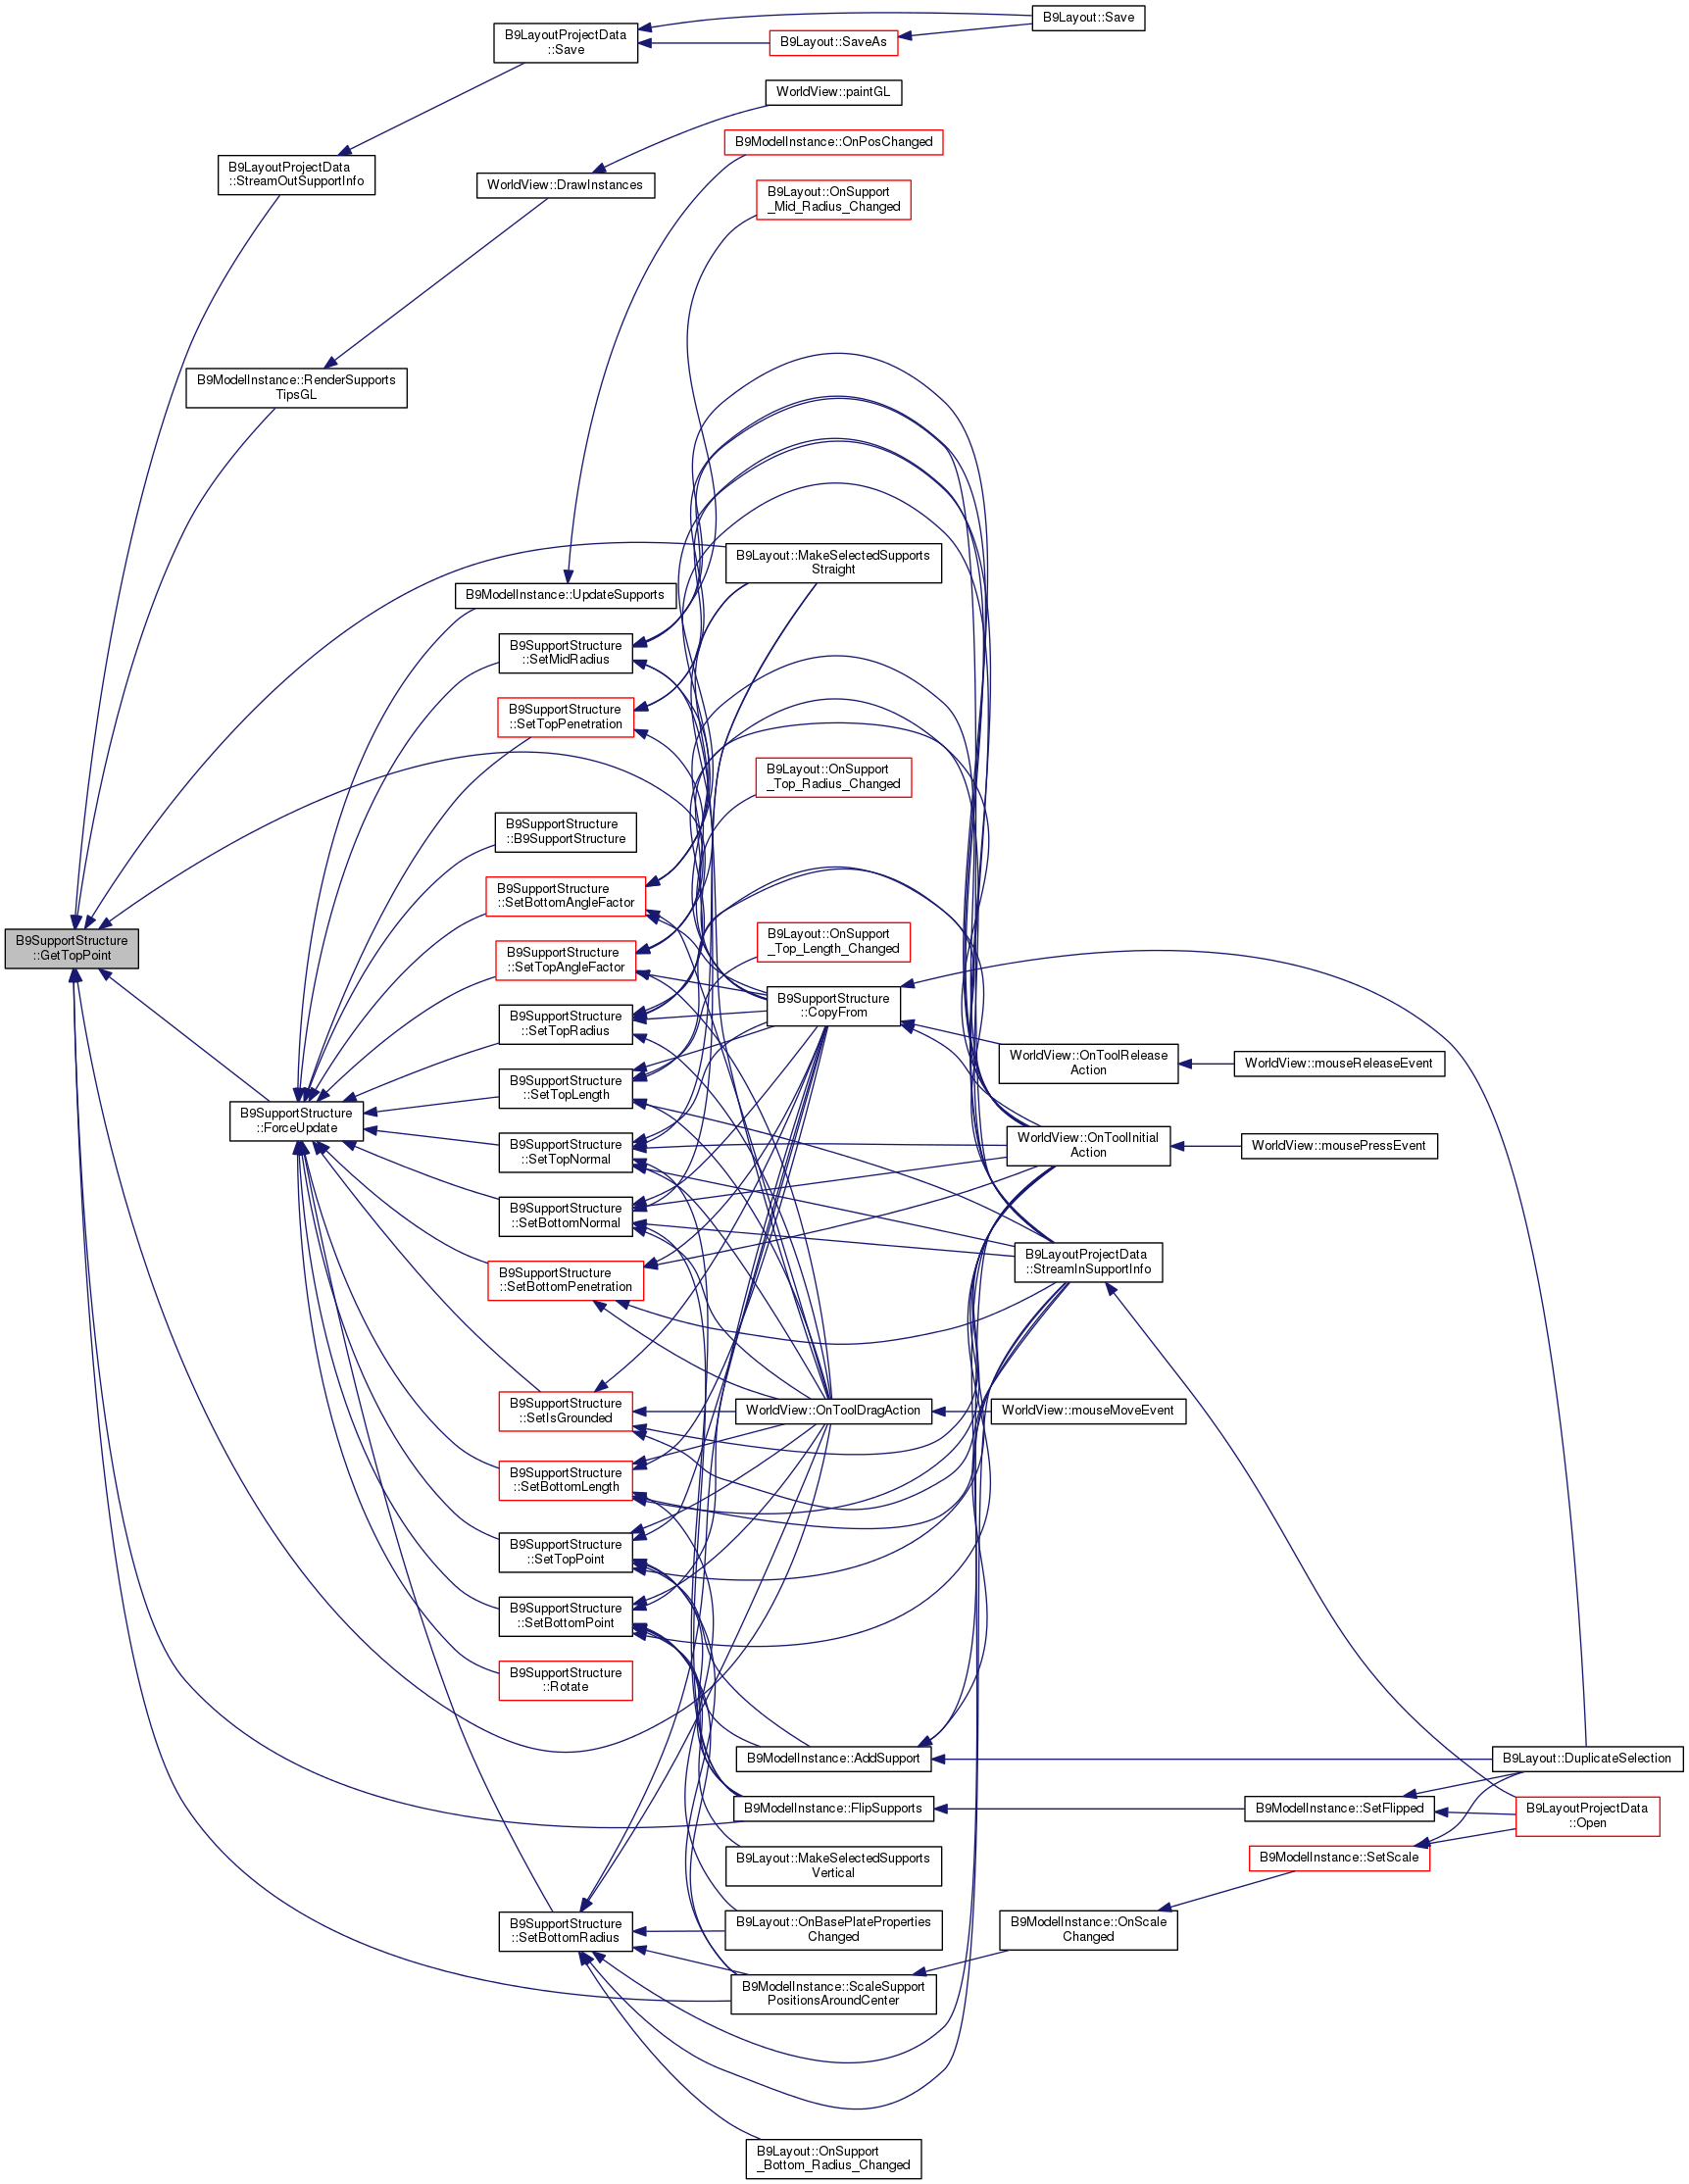 B9LayoutProjectData
::Save
B9Layout::Save
B9Layout::SaveAs
WorldView::paintGL
B9ModelInstance::OnPosChanged
B9LayoutProjectData
::StreamOutSupportInfo
WorldView::DrawInstances
B9Layout::OnSupport
_Mid_Radius_Changed
B9ModelInstance::RenderSupports
TipsGL
B9Layout::MakeSelectedSupports
Straight
B9ModelInstance::UpdateSupports
B9SupportStructure
::SetMidRadius
B9SupportStructure
::SetTopPenetration
B9Layout::OnSupport
_Top_Radius_Changed
B9SupportStructure
::B9SupportStructure
B9SupportStructure
::SetBottomAngleFactor
B9SupportStructure
::GetTopPoint
B9SupportStructure
::SetTopAngleFactor
B9Layout::OnSupport
_Top_Length_Changed
B9SupportStructure
::CopyFrom
B9SupportStructure
::SetTopRadius
WorldView::OnToolRelease
Action
WorldView::mouseReleaseEvent
B9SupportStructure
::SetTopLength
B9SupportStructure
::ForceUpdate
B9SupportStructure
::SetTopNormal
WorldView::OnToolInitial
Action
WorldView::mousePressEvent
B9SupportStructure
::SetBottomNormal
B9LayoutProjectData
::StreamInSupportInfo
B9SupportStructure
::SetBottomPenetration
B9SupportStructure
::SetIsGrounded
WorldView::OnToolDragAction
WorldView::mouseMoveEvent
B9SupportStructure
::SetBottomLength
B9SupportStructure
::SetTopPoint
B9SupportStructure
::SetBottomPoint
B9SupportStructure
::Rotate
B9ModelInstance::AddSupport
B9Layout::DuplicateSelection
B9ModelInstance::FlipSupports
B9ModelInstance::SetFlipped
B9LayoutProjectData
::Open
B9Layout::MakeSelectedSupports
Vertical
B9ModelInstance::SetScale
B9SupportStructure
::SetBottomRadius
B9Layout::OnBasePlateProperties
Changed
B9ModelInstance::OnScale
Changed
B9ModelInstance::ScaleSupport
PositionsAroundCenter
B9Layout::OnSupport
_Bottom_Radius_Changed